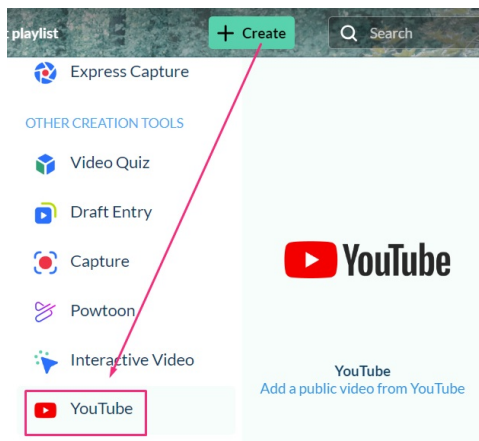 t playlist
+ Create
Search
Express Capture
OTHER CREATION TOOLS
Video Quiz
Draft Entry
Capture
Powtoon
Interactive Video
YouTube
YouTube
YouTube
Add a public video from YouTube